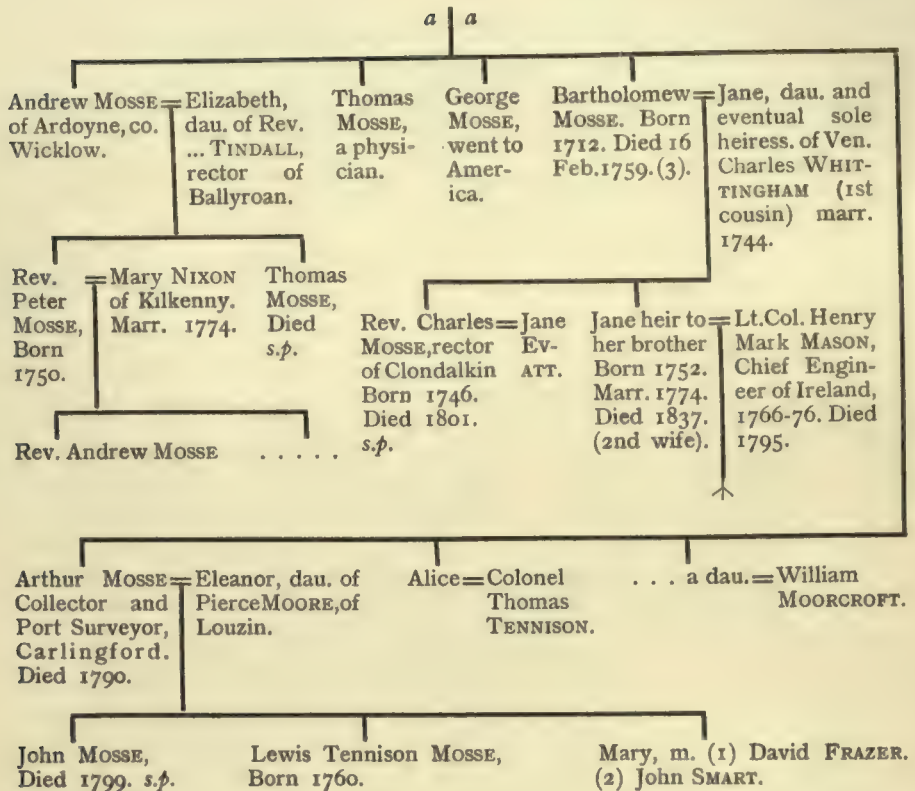 a a
Andrew MOSSE=
of Ardoyne, co.
Wicklow.
Elizabeth,
dau. of Rev.
... TINDALL,
rector of
Ballyroan.
Thomas
MOSSE,
a physi-
cian.
George
MOSSE,
went to
Amer-
ica.
Bartholomew=
MOSSE. Born
1712. Died 16
Feb.1759.(3).
Jane, dau. and
eventual sole
heiress. of Ven.
Charles WHIT-
TINGHAM (1st
cousin) marr.
1744.
Rev.
Peter
MOSSE,
Born
1750.
=Mary NIXON
of Kilkenny.
Marr. 1774.
Thomas
MOSSE,
Died
s.p.
Rev. Charles=
MOSSE,rector
of Clondalkin
Born 1746.
Died 1801.
s.p.
Jane
EV-
ATT.
Jane heir to=
her brother
Born 1752.
Marr. 1774.
Died 1837.
(2nd wife).
Lt.Col. Henry
Mark MASON,
Chief Engin-
eer of Ireland,
1766-76. Died
1795.
Rev. Andrew MOSSE . . . . .
Arthur MOSSE=
Collector and
Port Surveyor,
Carlingford.
Died 1790.
Eleanor, dau. of
PierceMOORE,of
Louzin.
Alice=Colonel
Thomas
TENNISON.
. . . a dau.=William
MOORCROFT.
John MOSSE,
Died 1799. s.p.
Lewis Tennison MOSSE,
Born 1760.
Mary, m. (1) David FRAZER.
(2) John SMART.